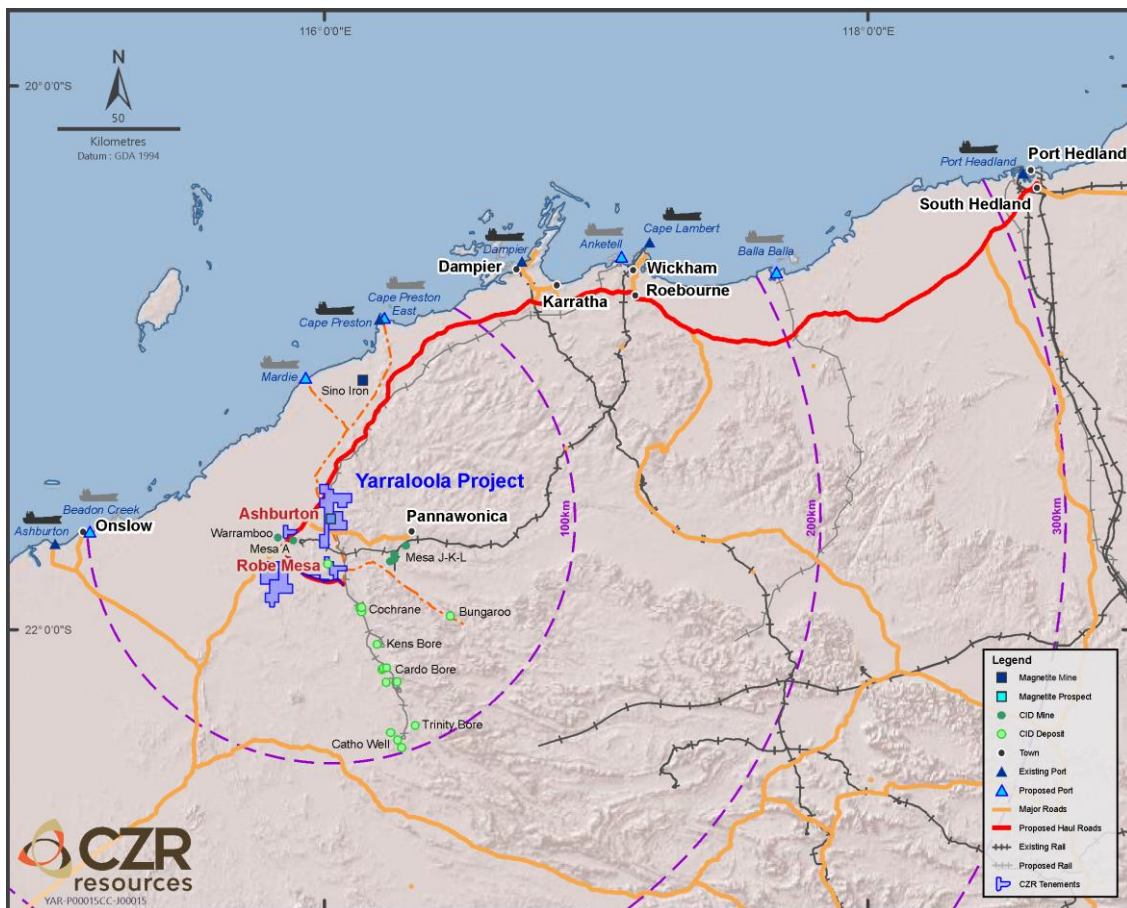 116°0'0"E
118°0'0"E
N
20°0'0"S
50
Kilometres
Datum : GDA 1994
Port Headland
Port Hedland
South Hedland
Cape Lambert
Anketell
Balla Balla
Dampier
Dampier
Wickham
Karratha
Roebourne
Cape Preston
East
Cape Preston
Mardie
Sino Iron
Yarraloola Project
Beadon Creek
Ashburton
Onslow
Ashburton
Pannawonica
Warramboo
Mesa A
Mesa J-K-L
Robe Mesa
100km
200km
300km
Cochrane
Bungaroo
22°0'0"S
Kens Bore
Cardo Bore
Trinity Bore
Catho Well
Legend
Magnetite Mine
Magnetite Prospect
CID Mine
CID Deposit
Town
Existing Port
Proposed Port
Major Roads
Proposed Haul Roads
Existing Rail
Proposed Rail
CZR Tenements
CZR
resources
YAR-P00015CC-J00015